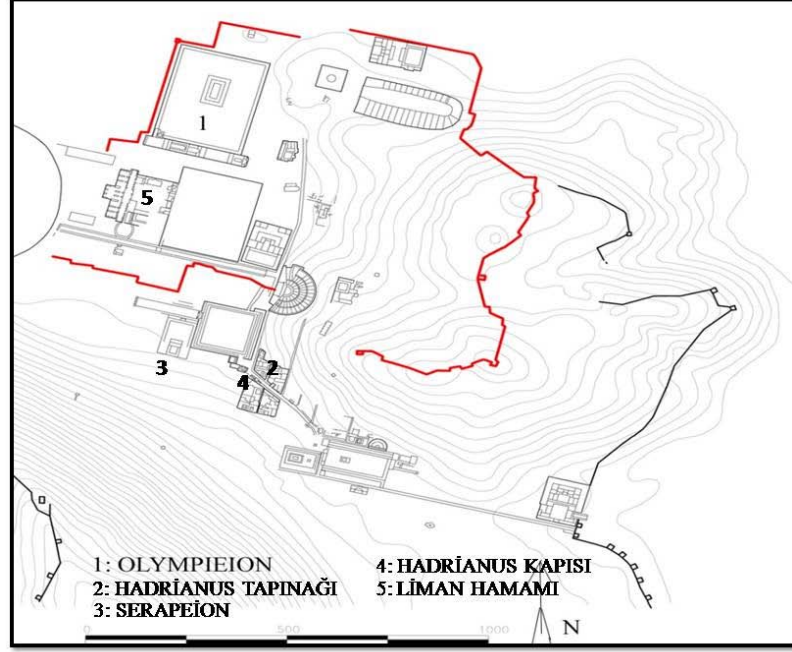 1
5
3
4
2
1: OLYMPIEION
2: HADRİANUS TAPINAĞI
3: SERAPEİON
4: HADRİANUS KAPISI
5: LİMAN HAMAMI
0 500 1000
N